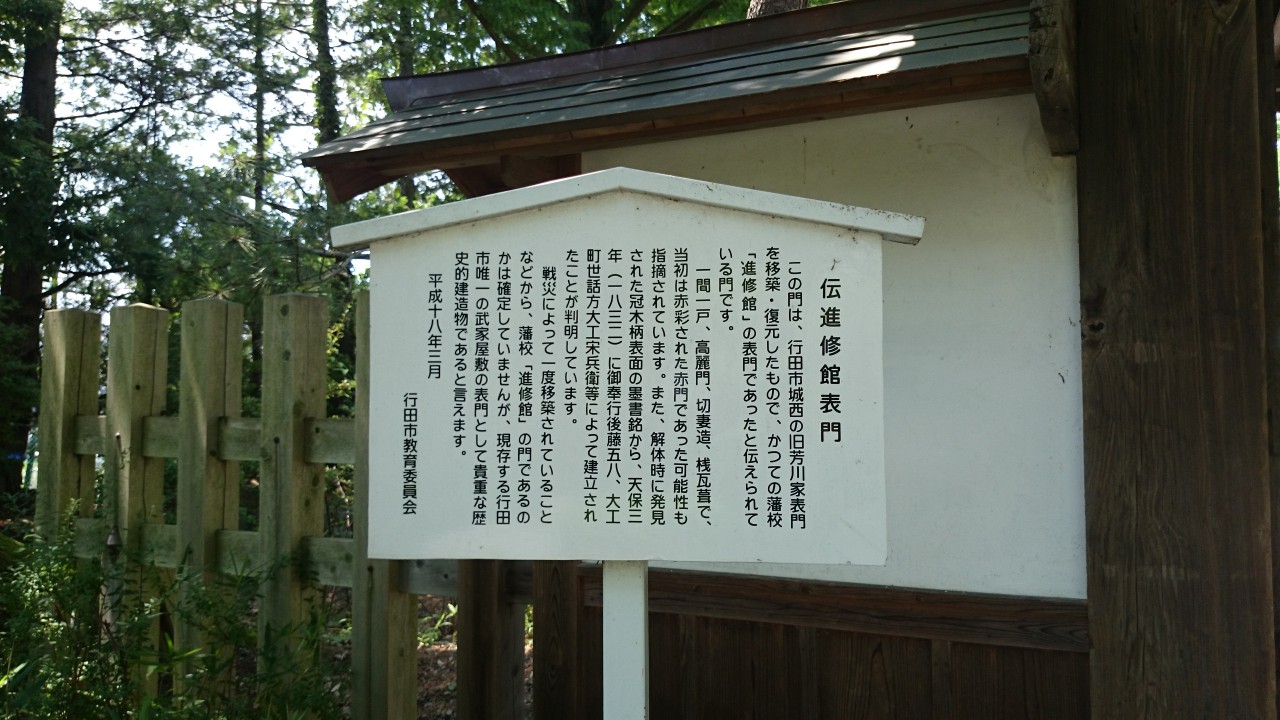 伝進修館表門
この門は、行田市城西の旧芳川家表門
を移築・復元したもので、かつての藩校
「進修館」の表門であったと伝えられて
いる門です。
一間一戸、高麗門、切妻造、桟瓦葺で、
当初は赤彩された赤門であった可能性も
指摘されています。また、解体時に発見
された冠木柄表面の墨書銘から、天保三
年（一八三二）に御奉行後藤五八、大工
町世話方大工宋兵衛等によって建立され
たことが判明しています。
戦災によって一度移築されていること
などから、藩校「進修館」の門であるの
かは確定していませんが、現存する行田
市唯一の武家屋敷の表門として貴重な歴
史的建造物であると言えます。
平成十八年三月
行田市教育委員会